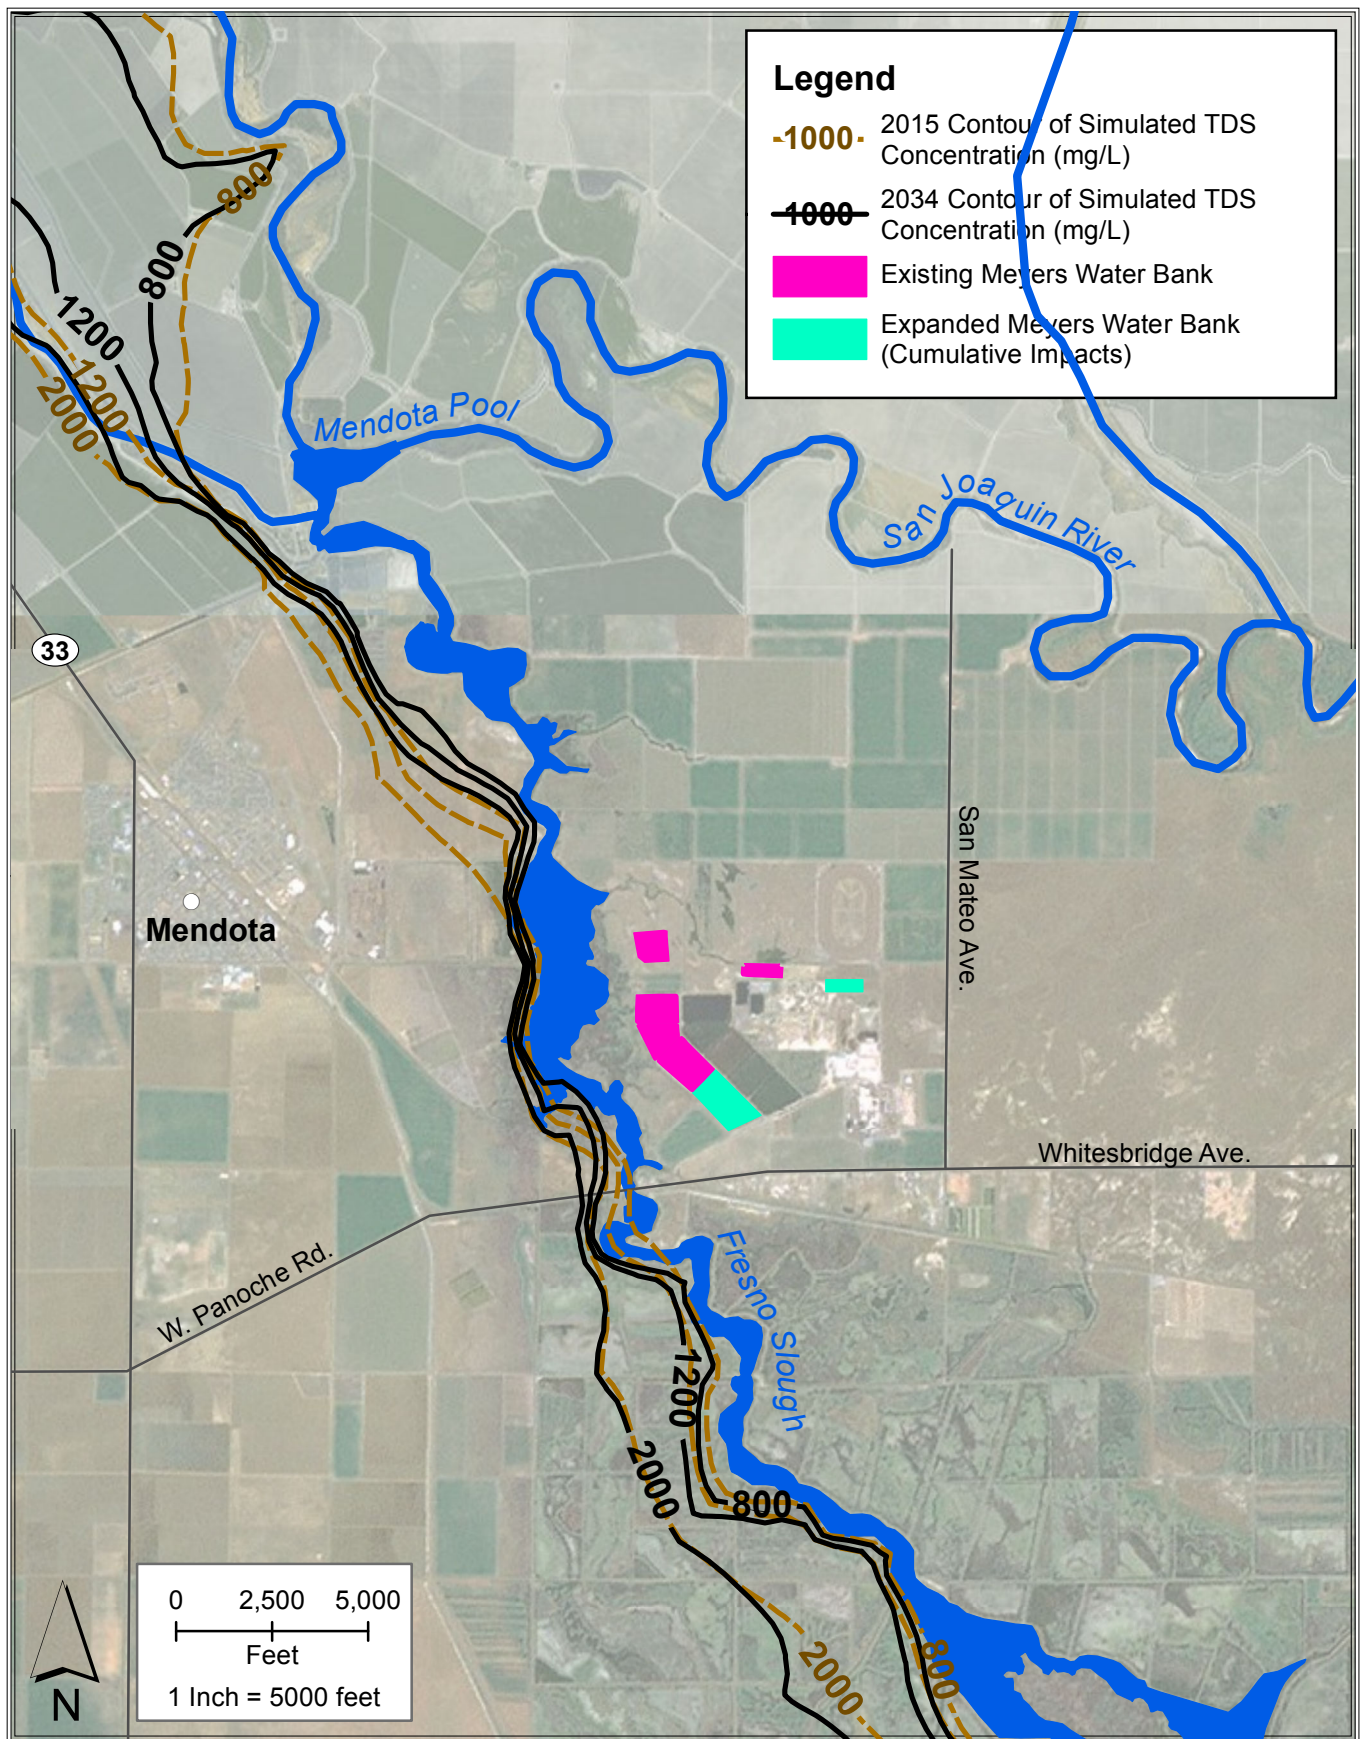 Legend
1000
2015 Contour of Simulated TDS
Concentration (mg/L)
1000
2034 Contour of Simulated TDS
Concentration (mg/L)
Existing Meyers Water Bank
Expanded Meyers Water Bank
(Cumulative Impacts)
800
800
1200
1200
2000
Mendota Pool
San Joaquin River
33
San Mateo Ave.
Mendota
Whitesbridge Ave.
W. Panoche Rd.
Fresno Slough
1200
2000
800
800
2000
0 2,500 5,000
Feet
1 Inch = 5000 feet
N